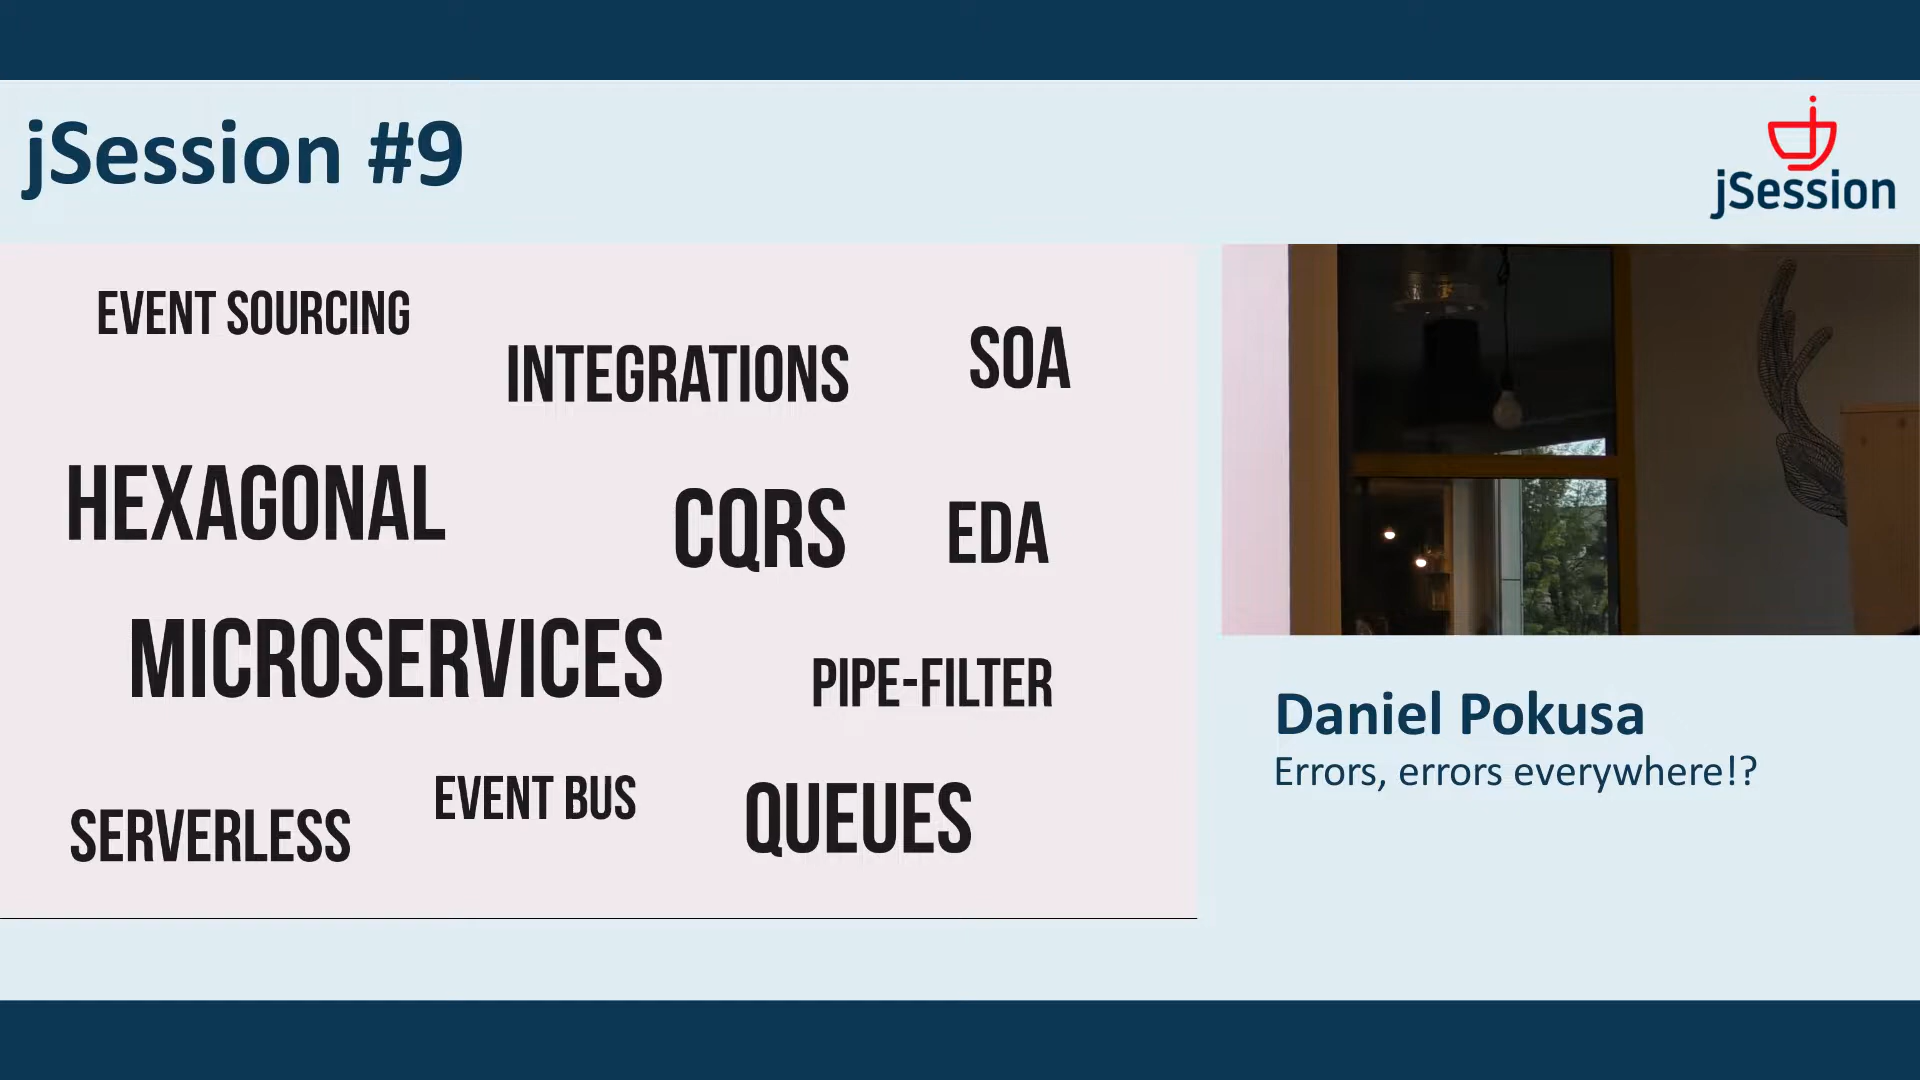 jSession #9
jSession
EVENT SOURCING
INTEGRATIONS
SOA
HEXAGONAL
CQRS
EDA
MICROSERVICES
PIPE-FILTER
SERVERLESS
EVENT BUS
QUEUES
Daniel Pokusa
Errors, errors everywhere!?